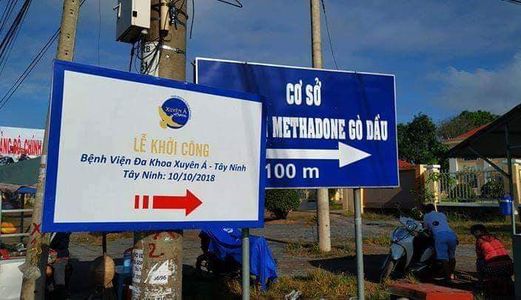 XUYÊN Á
LỄ KHỞI CÔNG
Bệnh Viện Đa Khoa Xuyên Á - Tây Ninh
Tây Ninh: 10/10/2018
CƠ SỞ
METHADONE GÒ DẦU
100 m
2